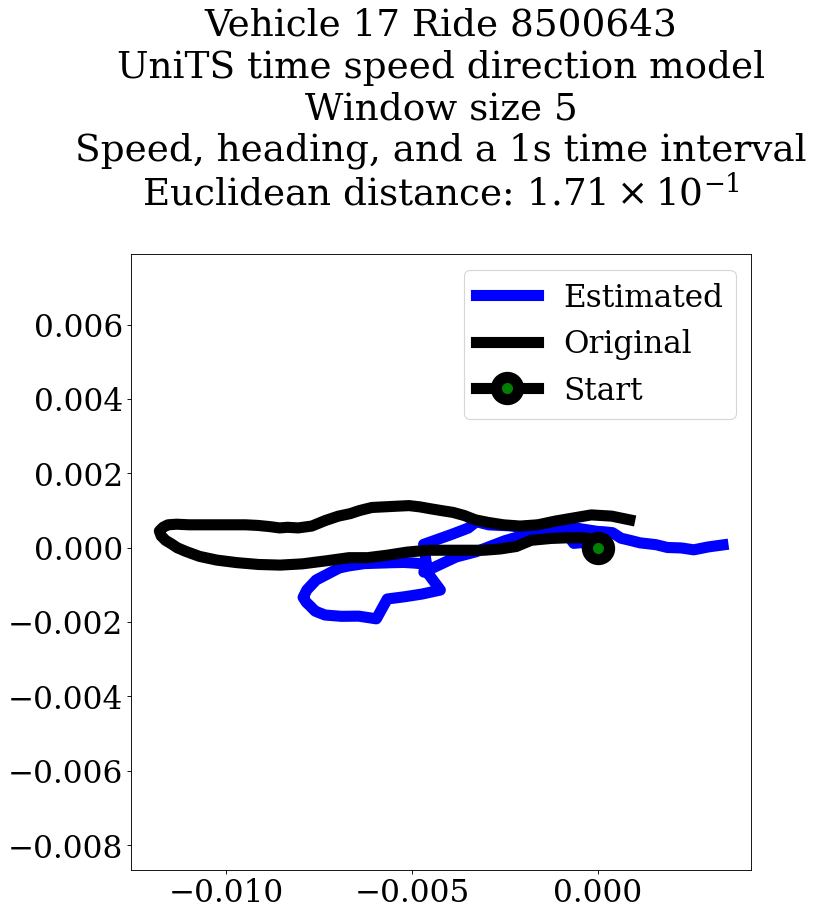 Vehicle 17 Ride 8500643
UniTS time speed direction model
Window size 5
Speed, heading, and a 1s time interval
Euclidean distance: 1.71 × 10⁻¹
Estimated
Original
Start
0.006
0.004
0.002
0.000
−0.002
−0.004
−0.006
−0.008
−0.010
−0.005
0.000